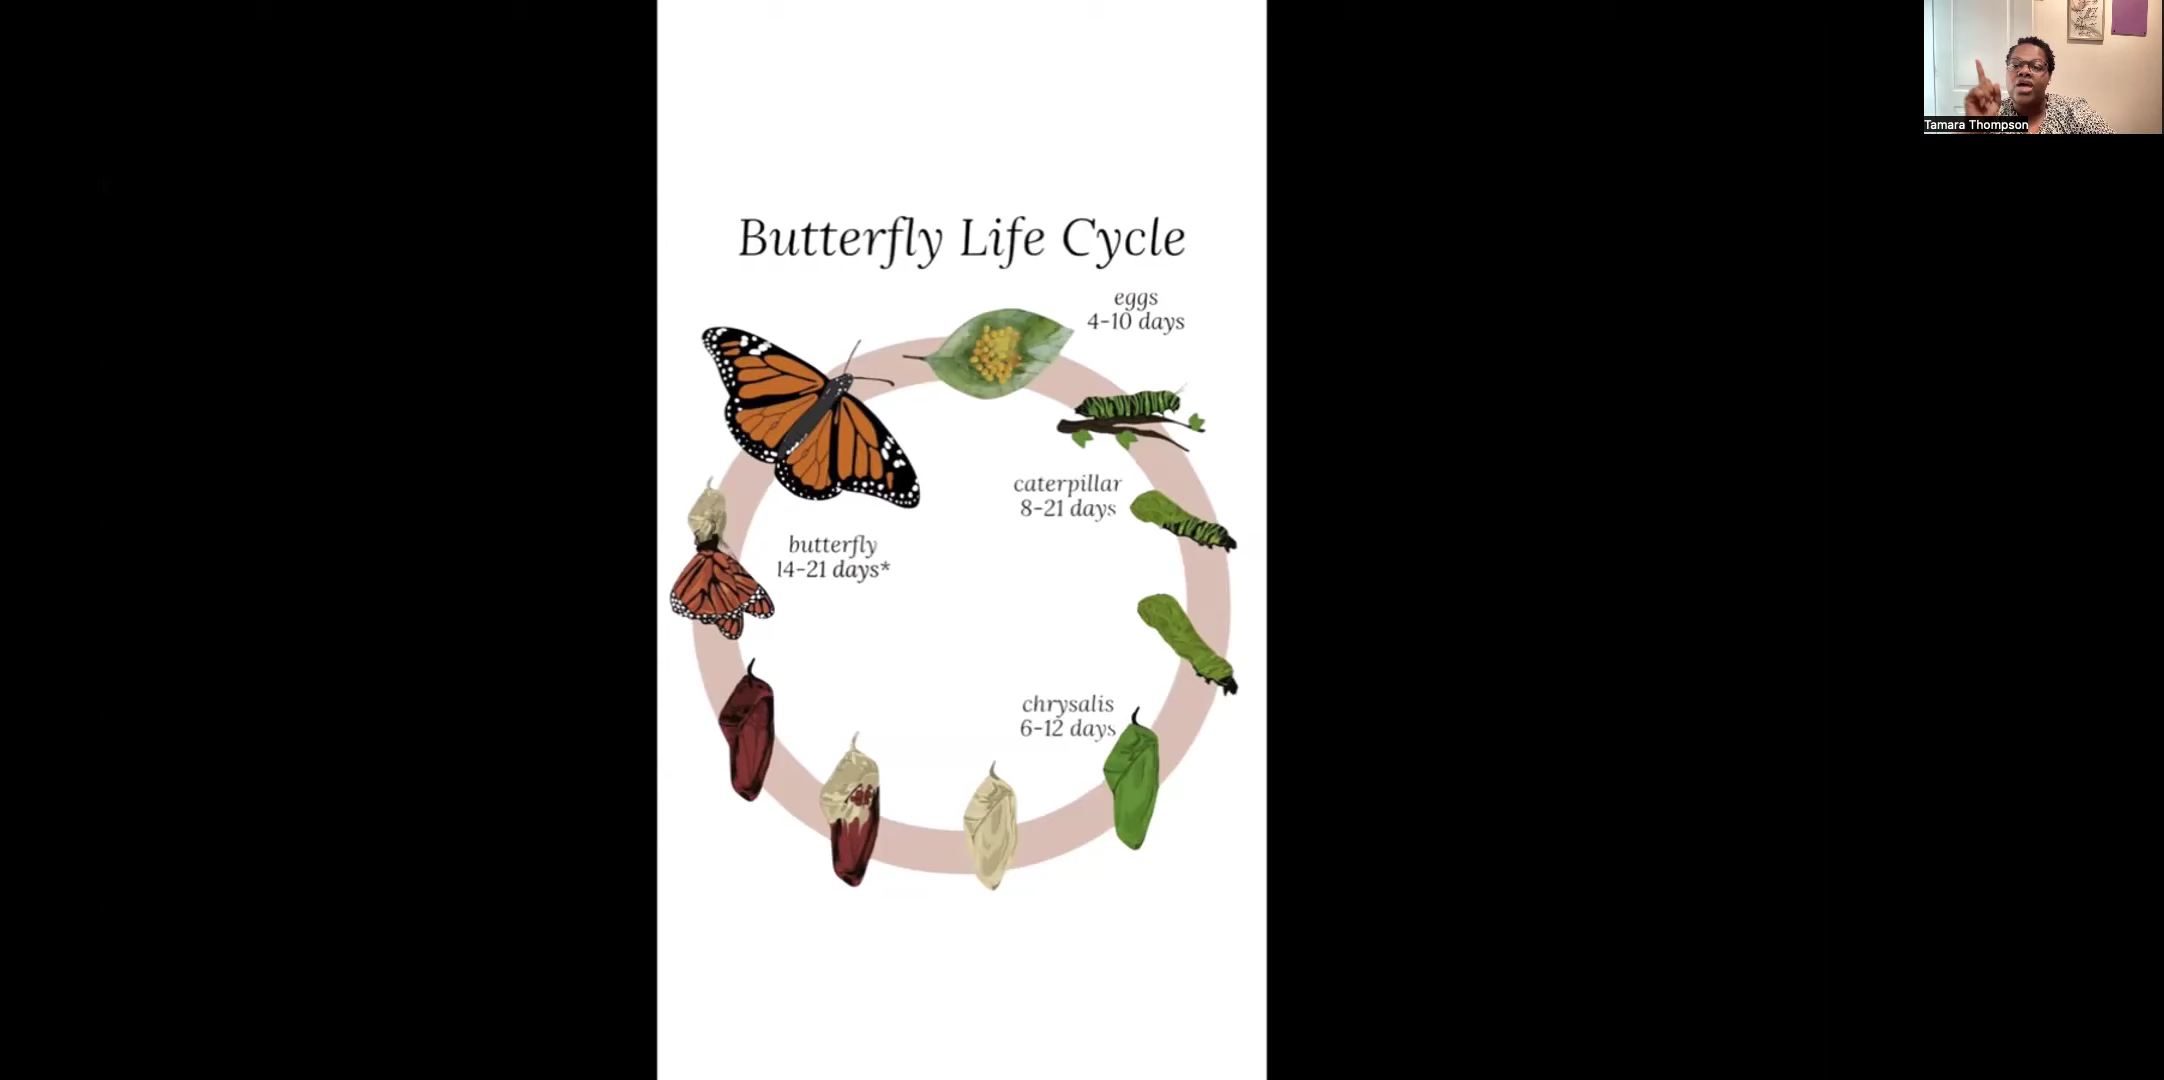 Tamara Thompson
Butterfly Life Cycle
eggs
4-10 days
caterpillar
8-21 days
butterfly
14-21 days*
chrysalis
6-12 days